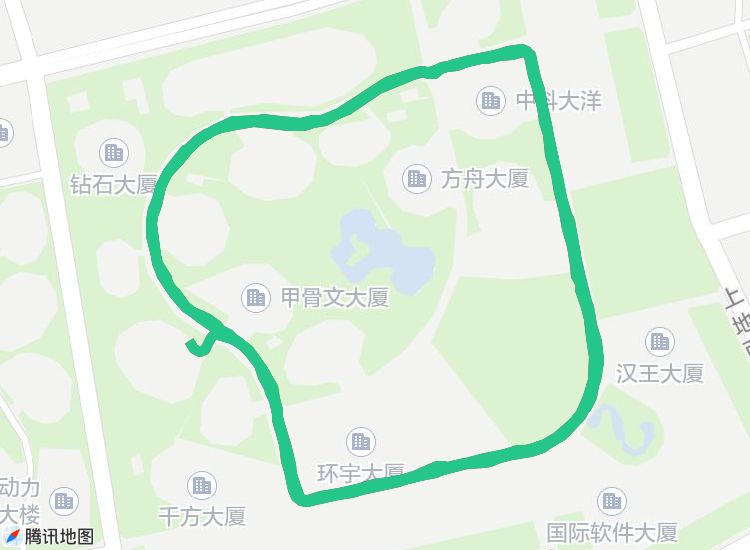 中科大洋
钻石大厦
方舟大厦
甲骨文大厦
上地
汉王大厦
环宇大厦
动力
大楼
千方大厦
国际软件大厦
腾讯地图